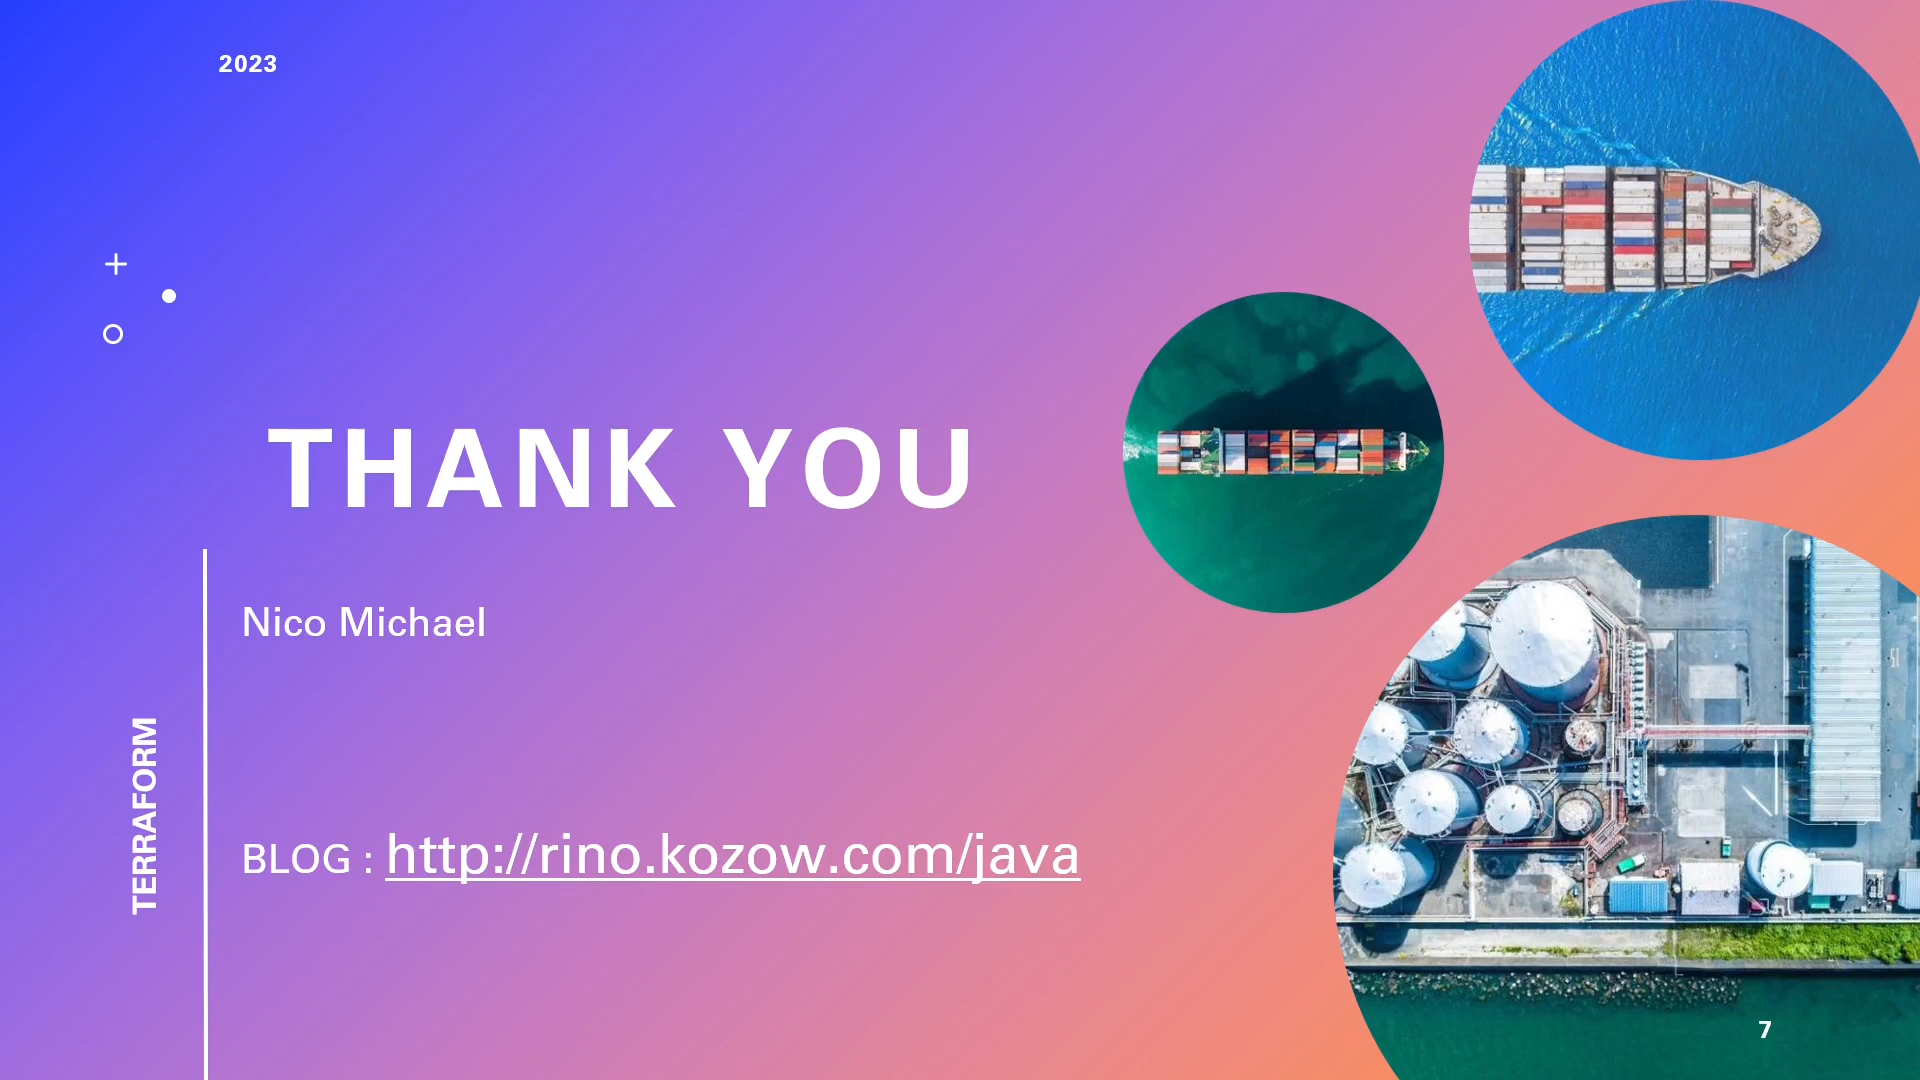 2023
THANK YOU
Nico Michael
TERRAFORM
BLOG : http://rino.kozow.com/java
7